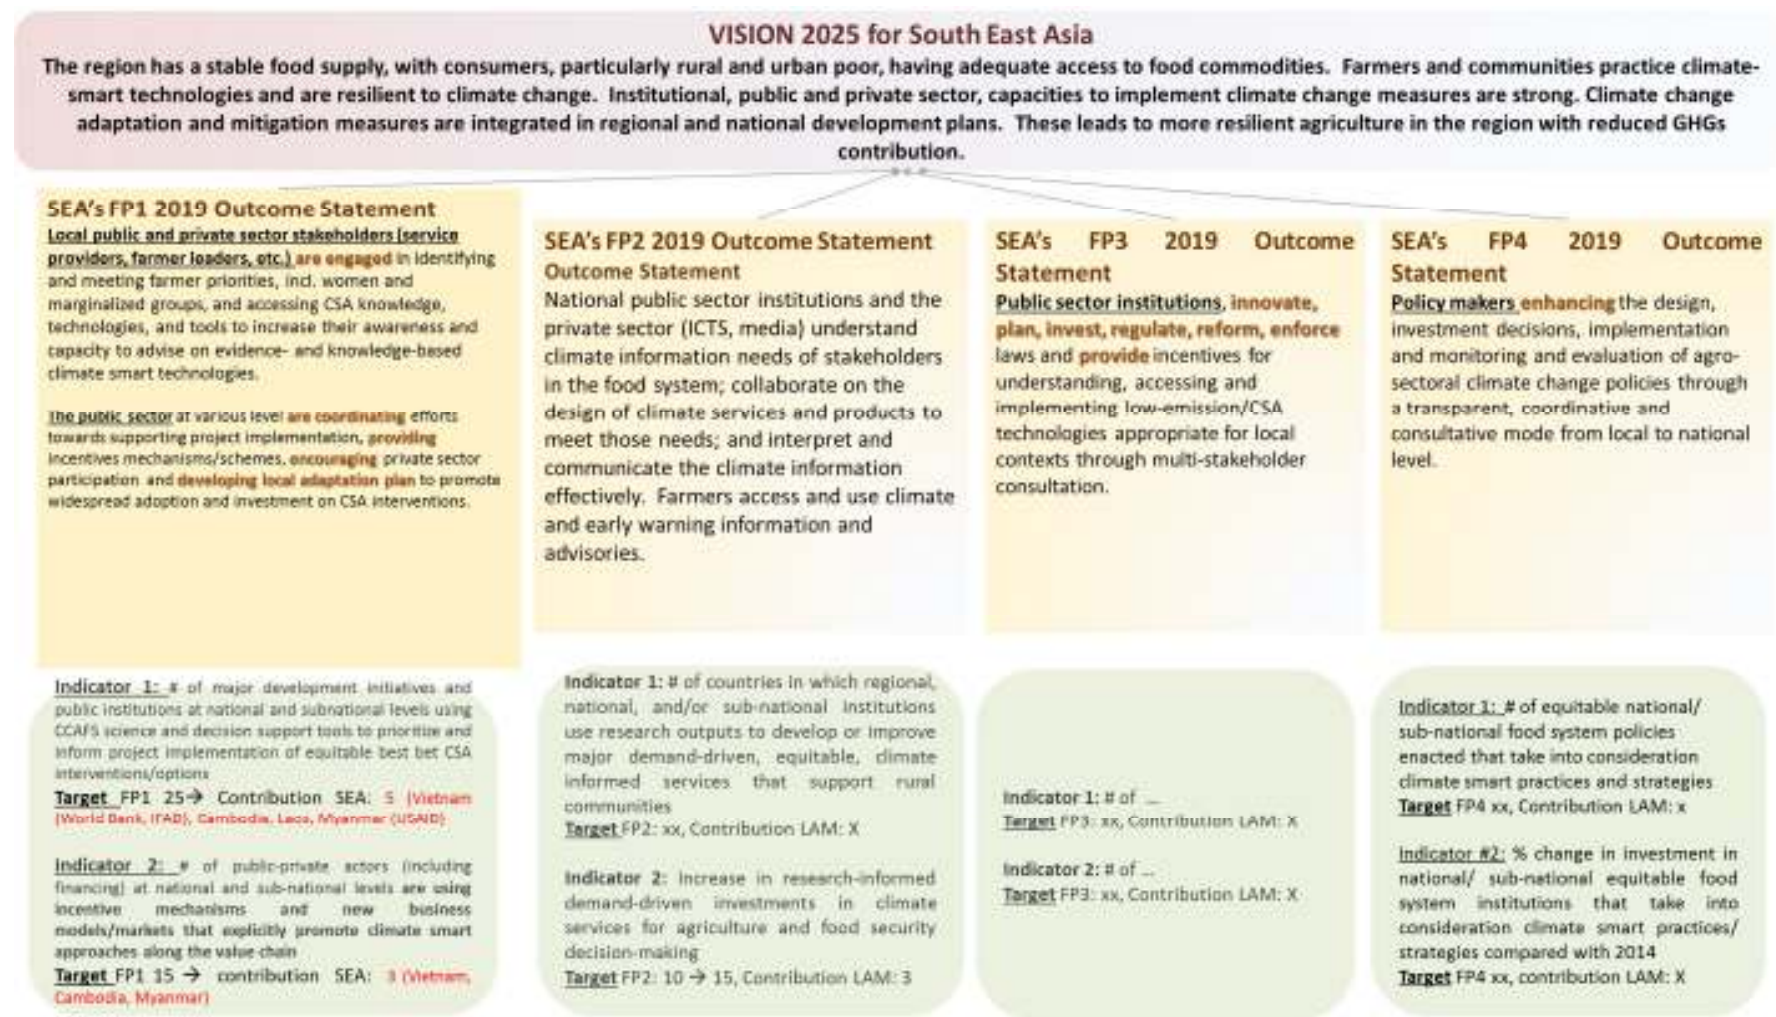 VISION 2025 for South East Asia
The region has a stable food supply, with consumers, particularly rural and urban poor, having adequate access to food commodities. Farmers and communities practice climate-
smart technologies and are resilient to climate change. Institutional, public and private sector, capacities to implement climate change measures are strong. Climate change
adaptation and mitigation measures are integrated in regional and national development plans. These leads to more resilient agriculture in the region with reduced GHGs
contribution.
SEA's FP1 2019 Outcome Statement
Local public and private sector stakeholders (service
providers, farmer leaders, etc.) are engaged in identifying
and meeting farmer priorities, incl. women and
marginalized groups, and accessing CSA knowledge,
technologies, and tools to increase their awareness and
capacity to advise on evidence- and knowledge-based
climate smart technologies.
The public sector at various level are coordinating efforts
towards supporting project implementation, providing
incentives mechanisms/schemes, encouraging private sector
participation and developing local adaptation plan to promote
widespread adoption and investment on CSA interventions.
SEA's FP2 2019 Outcome Statement
Outcome Statement
National public sector institutions and the
private sector (ICTS, media) understand
climate information needs of stakeholders
in the food system; collaborate on the
design of climate services and products to
meet those needs; and interpret and
communicate the climate information
effectively. Farmers access and use climate
and early warning information and
advisories.
SEA's FP3 2019 Outcome
Statement
Public sector institutions, innovate,
plan, invest, regulate, reform, enforce
laws and provide incentives for
understanding, accessing and
implementing low-emission/CSA
technologies appropriate for local
contexts through multi-stakeholder
consultation.
SEA's FP4 2019 Outcome
Statement
Policy makers enhancing the design,
investment decisions, implementation
and monitoring and evaluation of agro-
sectoral climate change policies through
a transparent, coordinative and
consultative mode from local to national
level.
Indicator 1: # of major development initiatives and
public institutions at national and subnational levels using
CCAFS science and decision support tools to prioritize and
inform project implementation of equitable best bet CSA
interventions/options
Target FP1 25→ Contribution SEA: 5 (Vietnam
(World Bank, IFAD), Cambodia, Laos, Myanmar (USAID)
Indicator 2: # of public-private actors (including
financing) at national and sub-national levels are using
incentive mechanisms and new business
models/markets that explicitly promote climate smart
approaches along the value chain
Target FP1 15 → contribution SEA: 3 (Vietnam,
Cambodia, Myanmar)
Indicator 1: # of countries in which regional,
national, and/or sub-national institutions
use research outputs to develop or improve
major demand-driven, equitable, climate
informed services that support rural
communities
Target FP2: xx, Contribution LAM: X
Indicator 2: Increase in research-informed
demand-driven investments in climate
services for agriculture and food security
decision-making
Target FP2: 10 → 15, Contribution LAM: 3
Indicator 1: # of ...
Target FP3: xx, Contribution LAM: X
Indicator 2: # of ...
Target FP3: xx, Contribution LAM: X
Indicator 1: # of equitable national/
sub-national food system policies
enacted that take into consideration
climate smart practices and strategies
Target FP4 xx, Contribution LAM: x
Indicator #2: % change in investment in
national/ sub-national equitable food
system institutions that take into
consideration climate smart practices/
strategies compared with 2014
Target FP4 xx, contribution LAM: X